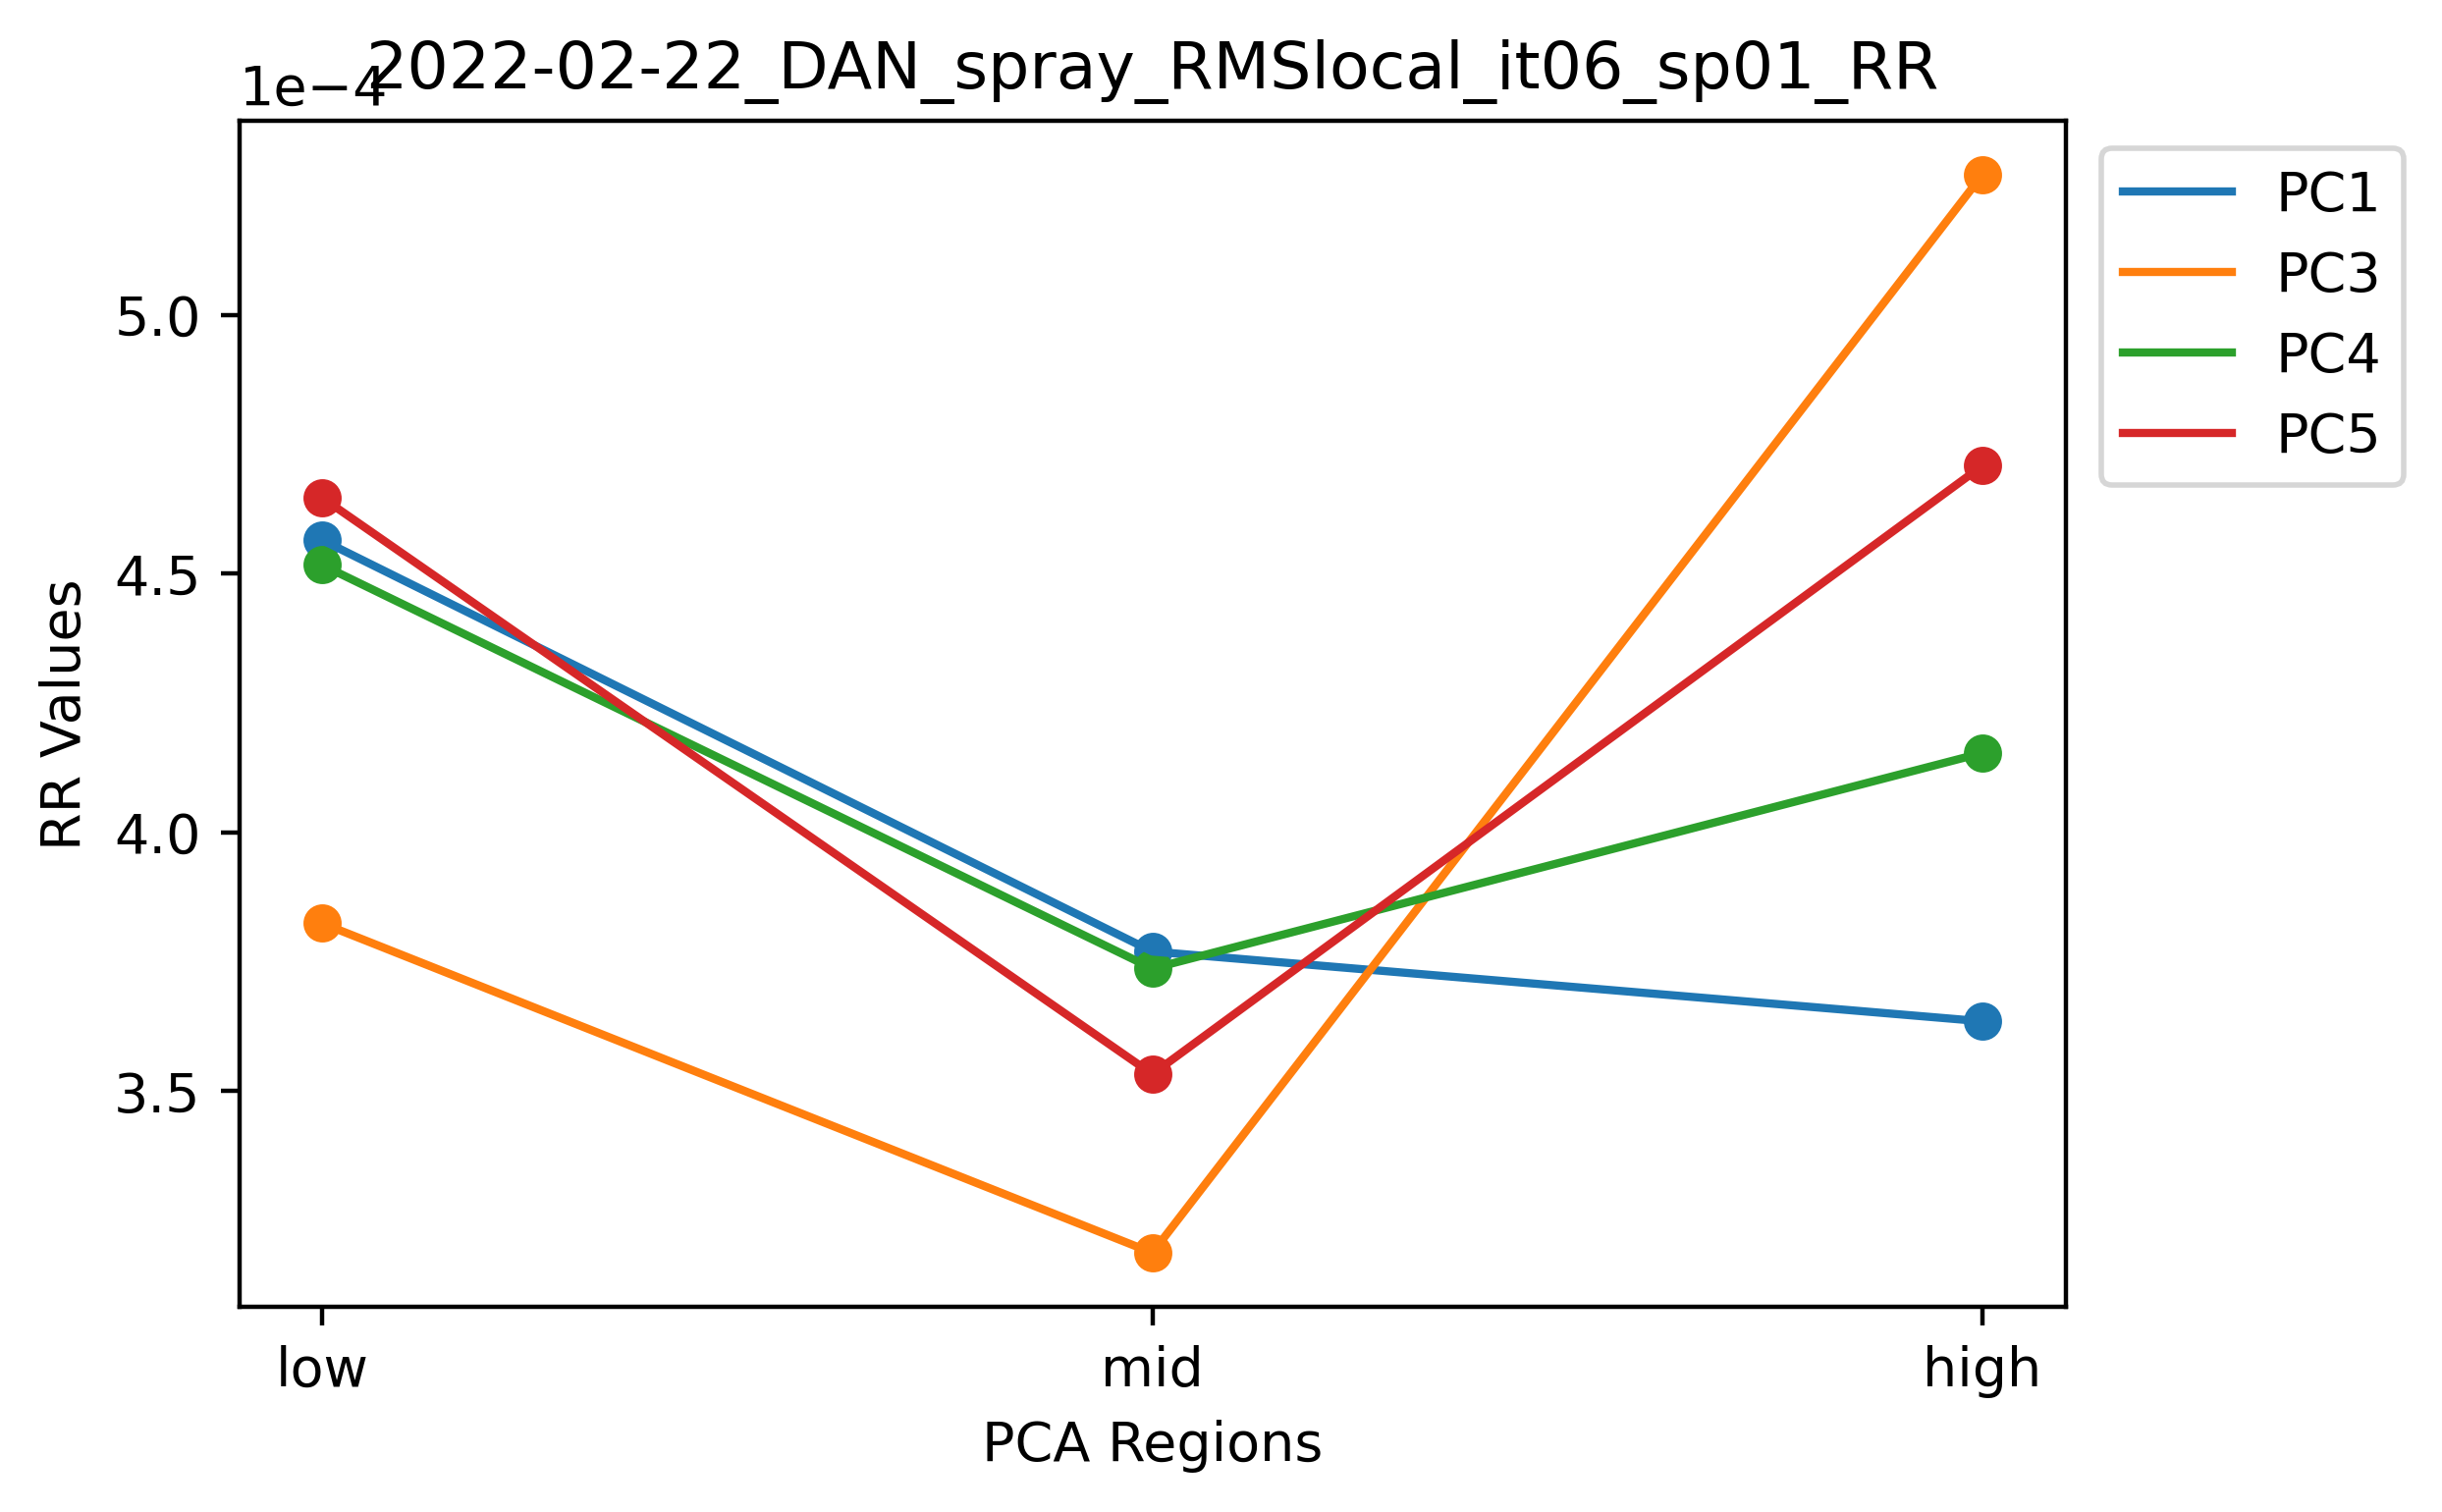 2022-02-22_DAN_spray_RMSlocal_it06_sp01_RR
1e−4
5.0
4.5
4.0
3.5
RR Values
low
mid
high
PCA Regions
PC1
PC3
PC4
PC5